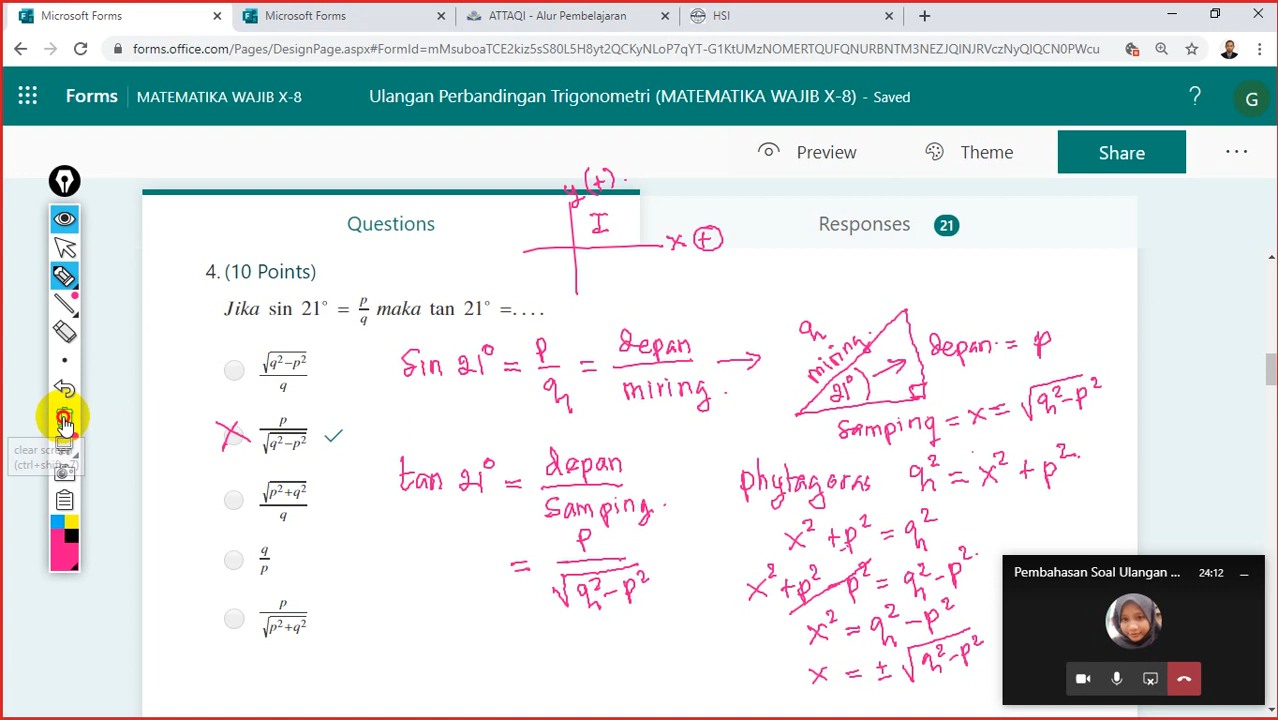 Microsoft Forms
Microsoft Forms
ATTAQI - Alur Pembelajaran
HSI
forms.office.com/Pages/DesignPage.aspx#FormId=mMsuboaTCE2kiz5sS80L5H8yt2QCKyNLoP7qYT-G1KtUMzNOMERTQUFQNURBNTM3NEZJQlNJRVczNyQlQCN0PWcu
Forms
MATEMATIKA WAJIB X-8
Ulangan Perbandingan Trigonometri (MATEMATIKA WAJIB X-8) - Saved
?
G
Preview
Theme
Share
Questions
Responses 21
y (+).
I
x (+)
4. (10 Points)
Jika sin 21° = p/q maka tan 21° =. . . .
√(q²−p²)/q
p/√(q²−p²)
√(p²+q²)/q
q/p
p/√(p²+q²)
Sin 21° = p/q = depan/miring →
q
miring
21°
depan = p
Samping = x = √(q²-p²)
tan 21° = depan/Samping
= p/√(q²-p²)
phytagoras q² = x² + p²
x² + p² = q²
x² + p² - p² = q² - p²
x² = q² - p²
x = ± √(q²-p²)
clear screen
(ctrl+shift+7)
Pembahasan Soal Ulangan ...
24:12